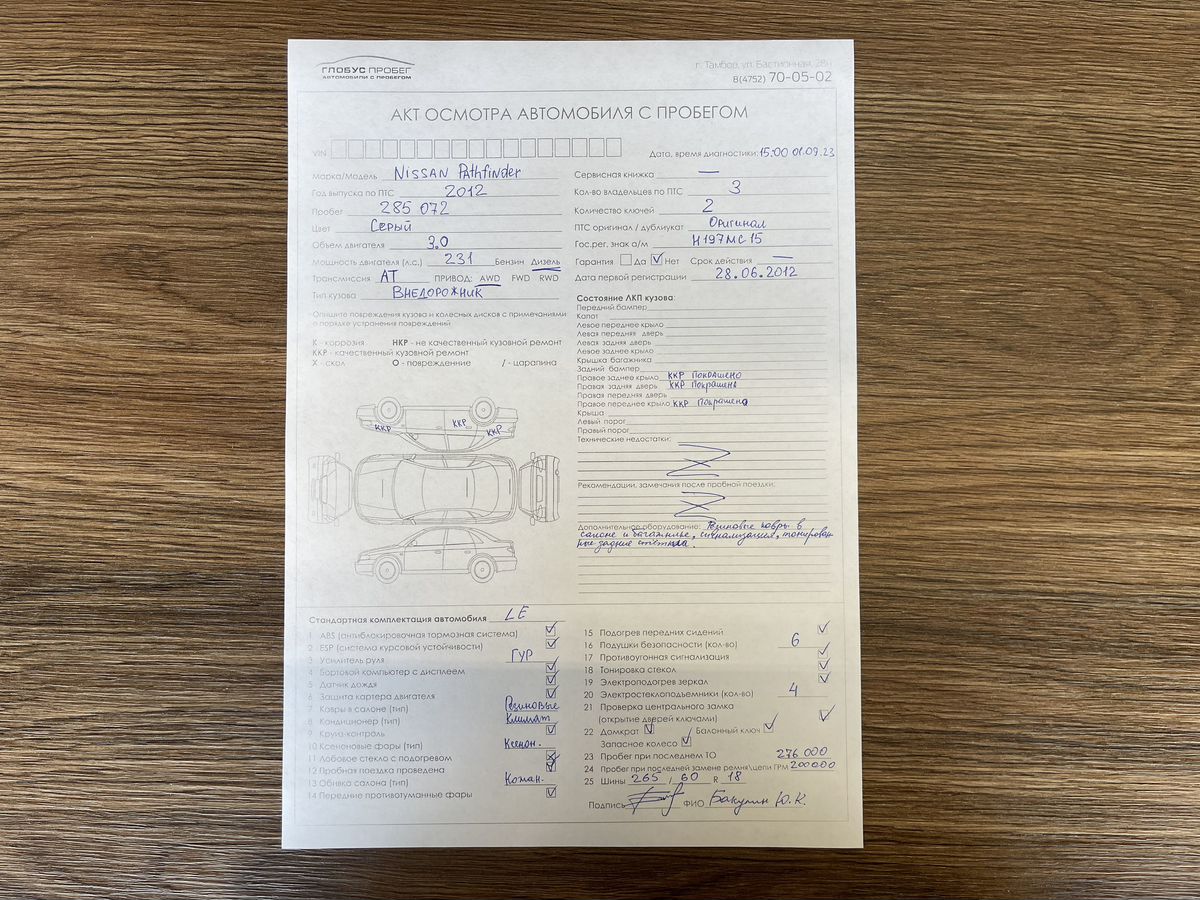 ГЛОБУС ПРОБЕГ
АВТОМОБИЛИ С ПРОБЕГОМ
г. Тамбов, ул. Бастионная, 28н
8(4752) 70-05-02
АКТ ОСМОТРА АВТОМОБИЛЯ С ПРОБЕГОМ
VIN
Дата, время диагностики: 15:00 01.09.23
Марка/Модель Nissan Pathfinder
Год выпуска по ПТС 2012
Пробег 285 072
Цвет Серый
Объем двигателя 3.0
Мощность двигателя (л.с.) 231 Бензин Дизель
Трансмиссия АТ ПРИВОД: AWD FWD RWD
Тип кузова Внедорожник
Сервисная книжка —
Кол-во владельцев по ПТС 3
Количество ключей 2
ПТС оригинал / дубликат Оригинал
Гос.рег. знак а/м Н197МС 15
Гарантия Да Нет Срок действия —
Дата первой регистрации 28.06.2012
Опишите повреждения кузова и колесных дисков с примечаниями
о порядке устранения повреждений
К - коррозия НКР - не качественный кузовной ремонт
ККР - качественный кузовной ремонт
Х - скол О - повреждение / - царапина
ККР ККР ККР
Состояние ЛКП кузова:
Передний бампер
Капот
Левое переднее крыло
Левая передняя дверь
Левая задняя дверь
Левое заднее крыло
Крышка багажника
Задний бампер
Правое заднее крыло ККР Покрашено
Правая задняя дверь ККР Покрашена
Правая передняя дверь
Правое переднее крыло ККР Покрашено
Крыша
Левый порог
Правый порог
Технические недостатки:
Z
Рекомендации, замечания после пробной поездки:
Z
Дополнительное оборудование: Резиновые ковры в
салоне и багажнике, сигнализация, тонирован
ные задние стёкла.
Стандартная комплектация автомобиля LE
1 ABS (антиблокировочная тормозная система)
2 ESP (система курсовой устойчивости)
3 Усилитель руля ГУР
4 Бортовой компьютер с дисплеем
5 Датчик дождя
6 Защита картера двигателя
7 Ковры в салоне (тип) Резиновые
8 Кондиционер (тип) Климат
9 Круиз-контроль
10 Ксеноновые фары (тип) Ксенон.
11 Лобовое стекло с подогревом
12 Пробная поездка проведена
13 Обивка салона (тип) Кожан.
14 Передние противотуманные фары
15 Подогрев передних сидений
16 Подушки безопасности (кол-во) 6
17 Противоугонная сигнализация
18 Тонировка стекол
19 Электроподогрев зеркал
20 Электростеклоподъемники (кол-во) 4
21 Проверка центрального замка
(открытие дверей ключами)
22 Домкрат Балонный ключ
Запасное колесо
23 Пробег при последнем ТО 276 000
24 Пробег при последней замене ремня\цепи ГРМ 200000
25 Шины 265 / 60 R 18
Подпись ФИО Бакулин Ю.К.